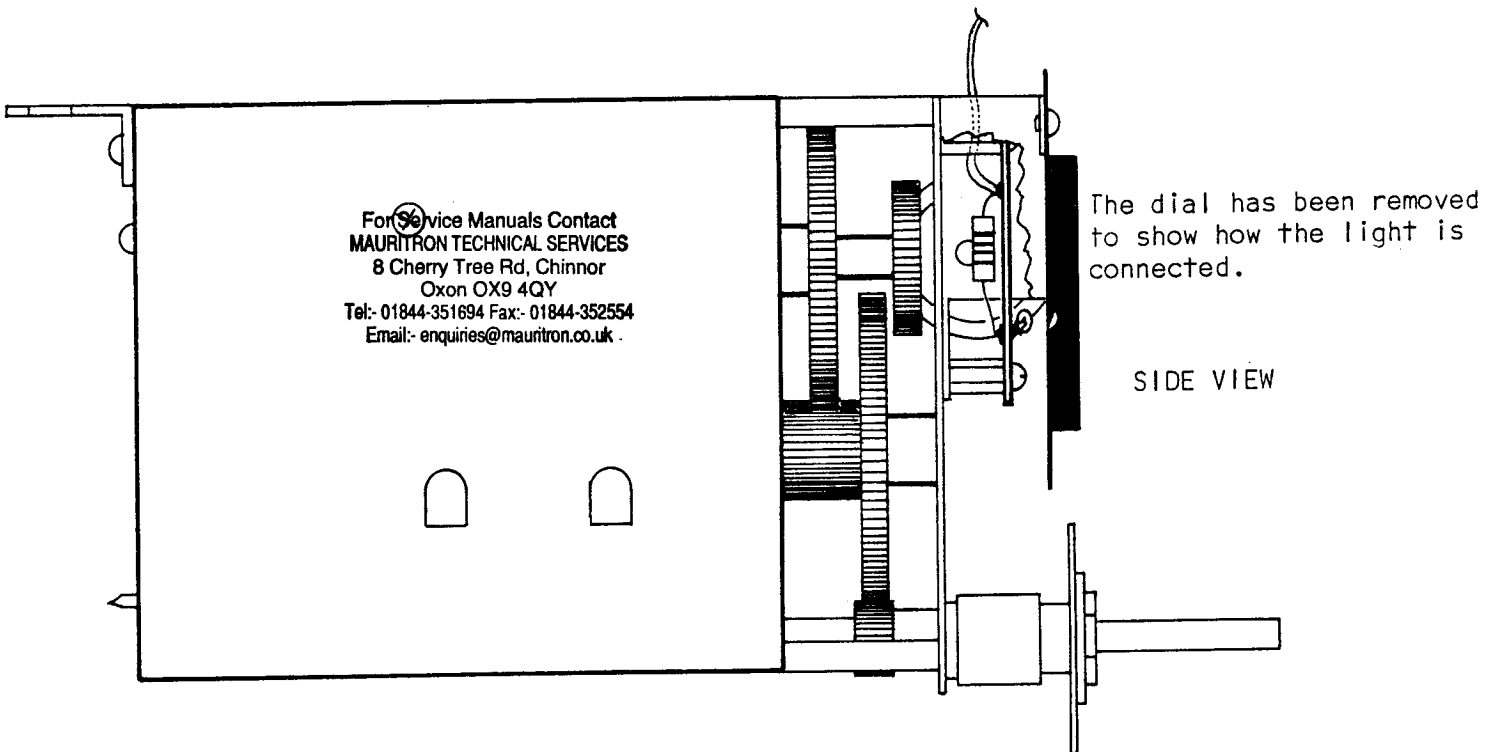 For Service Manuals Contact
MAURITRON TECHNICAL SERVICES
8 Cherry Tree Rd, Chinnor
Oxon OX9 4QY
Tel:- 01844-351694 Fax:- 01844-352554
Email:- enquiries@mauritron.co.uk
The dial has been removed
to show how the light is
connected.
SIDE VIEW